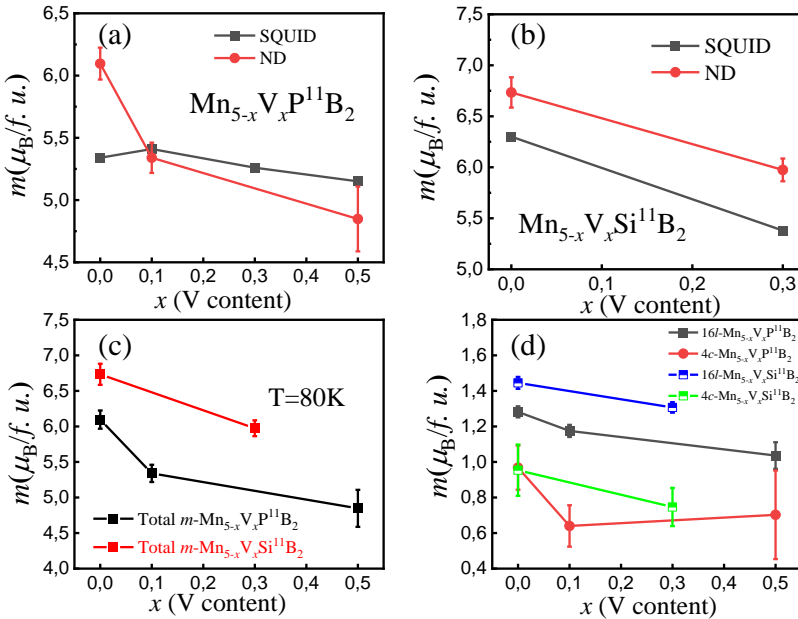 (a)
SQUID
ND
Mn5-xVxP11B2
6,5
6,0
5,5
5,0
4,5
m(μB/f. u.)
0,0 0,1 0,2 0,3 0,4 0,5
x (V content)
(b)
SQUID
ND
Mn5-xVxSi11B2
7,5
7,0
6,5
6,0
5,5
5,0
m(μB/f. u.)
0,0 0,1 0,2 0,3
x (V content)
(c)
T=80K
Total m-Mn5-xVxP11B2
Total m-Mn5-xVxSi11B2
7,5
7,0
6,5
6,0
5,5
5,0
4,5
4,0
m(μB/f. u.)
0,0 0,1 0,2 0,3 0,4 0,5
x (V content)
(d)
16l-Mn5-xVxP11B2
4c-Mn5-xVxP11B2
16l-Mn5-xVxSi11B2
4c-Mn5-xVxSi11B2
1,8
1,6
1,4
1,2
1,0
0,8
0,6
0,4
m(μB/f. u.)
0,0 0,1 0,2 0,3 0,4 0,5
x (V content)